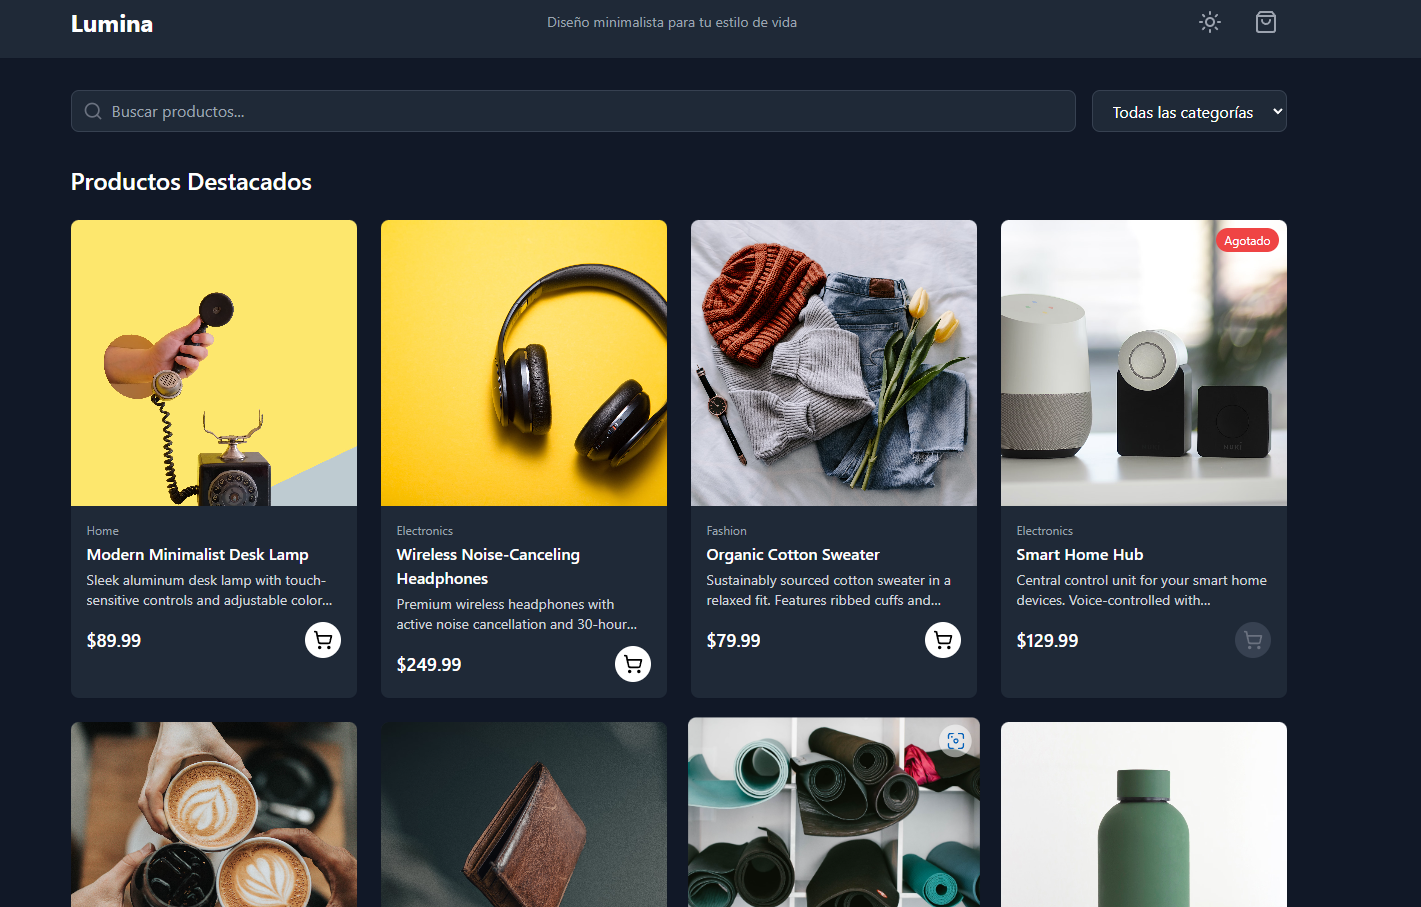 Lumina
Diseño minimalista para tu estilo de vida
Buscar productos...
Todas las categorías
Productos Destacados
Agotado
Home
Modern Minimalist Desk Lamp
Sleek aluminum desk lamp with touch-
sensitive controls and adjustable color...
$89.99
Electronics
Wireless Noise-Canceling
Headphones
Premium wireless headphones with
active noise cancellation and 30-hour...
$249.99
Fashion
Organic Cotton Sweater
Sustainably sourced cotton sweater in a
relaxed fit. Features ribbed cuffs and...
$79.99
Electronics
Smart Home Hub
Central control unit for your smart home
devices. Voice-controlled with...
$129.99